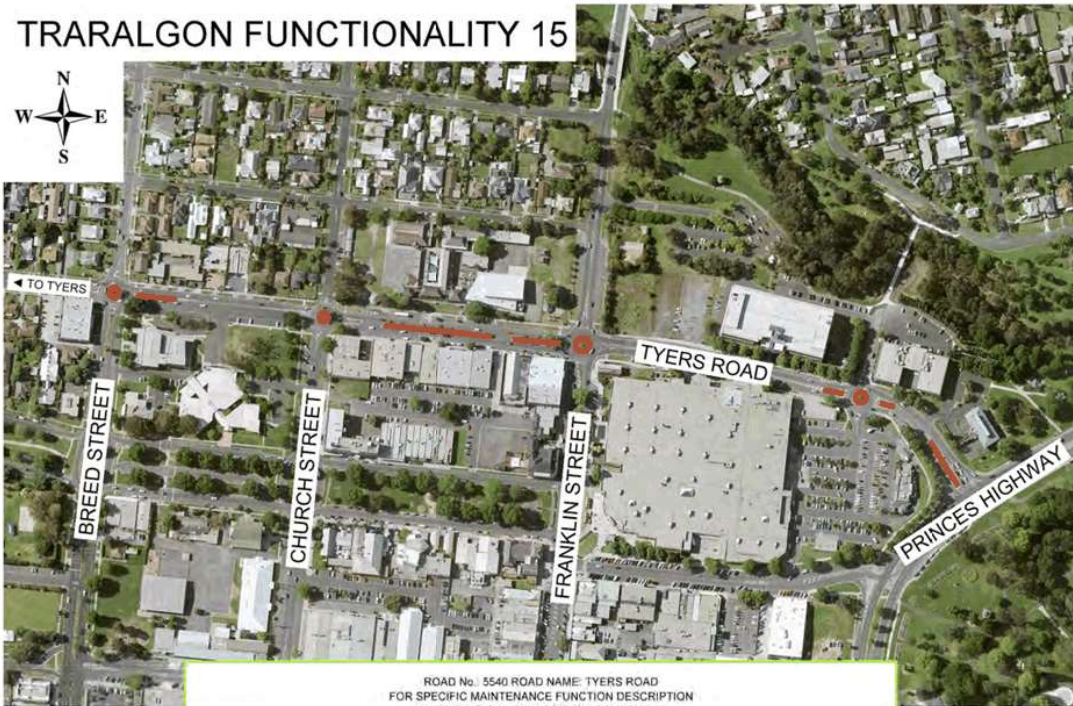 TRARALGON FUNCTIONALITY 15
N
W E
S
◄ TO TYERS
TYERS ROAD
BREED STREET
CHURCH STREET
FRANKLIN STREET
PRINCES HIGHWAY
ROAD No.: 5540 ROAD NAME: TYERS ROAD
FOR SPECIFIC MAINTENANCE FUNCTION DESCRIPTION